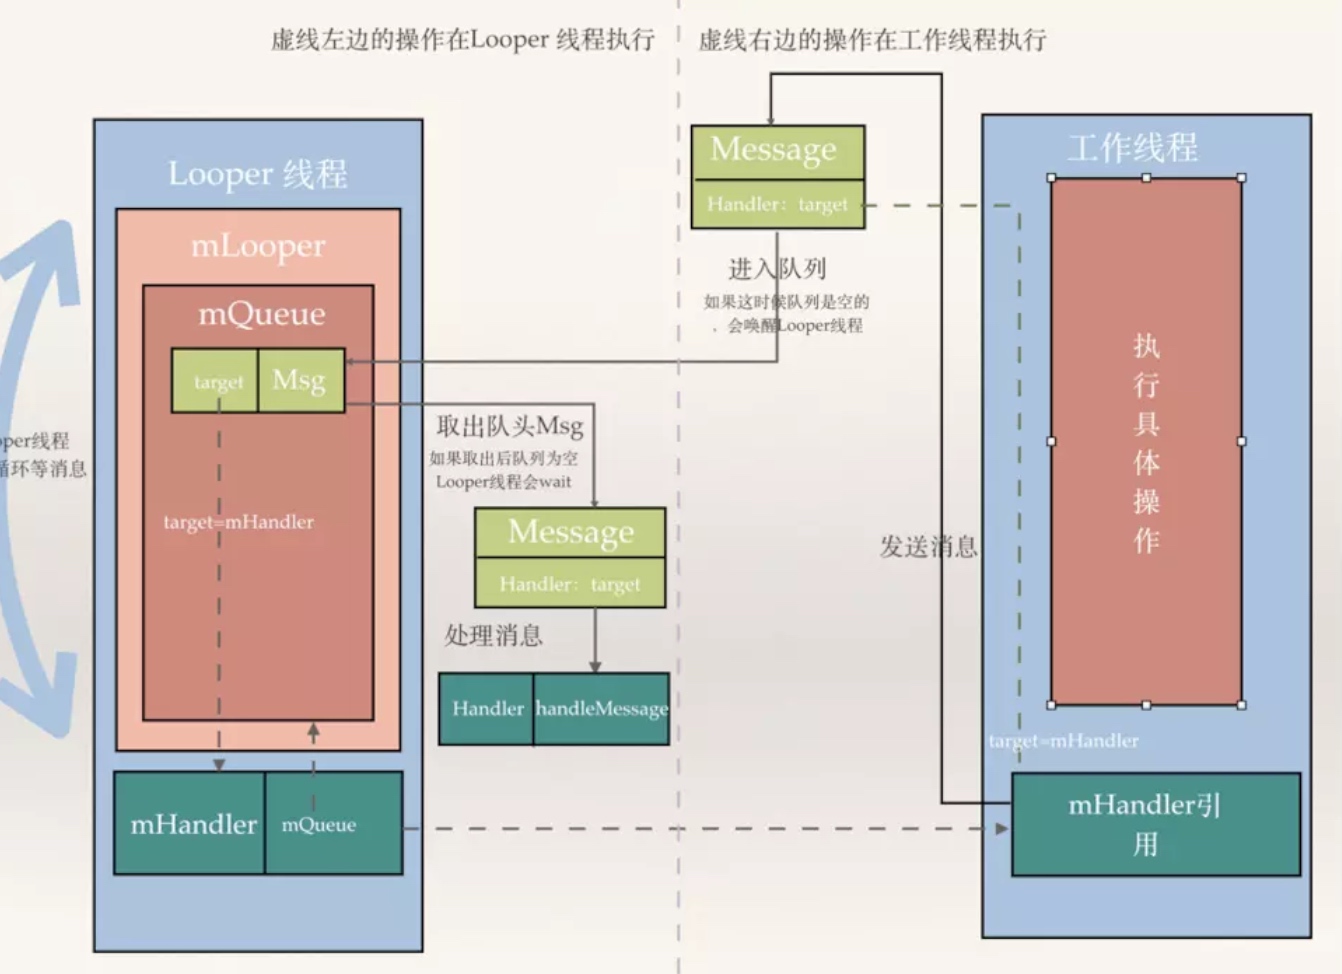 虚线左边的操作在Looper 线程执行
虚线右边的操作在工作线程执行
Looper 线程
mLooper
mQueue
target
Msg
target=mHandler
mHandler
mQueue
oper线程
循环等消息
Message
Handler：target
进入队列
如果这时候队列是空的
，会唤醒Looper线程
取出队头Msg
如果取出后队列为空
Looper线程会wait
Message
Handler：target
处理消息
Handler
handleMessage
发送消息
工作线程
执
行
具
体
操
作
target=mHandler
mHandler引
用